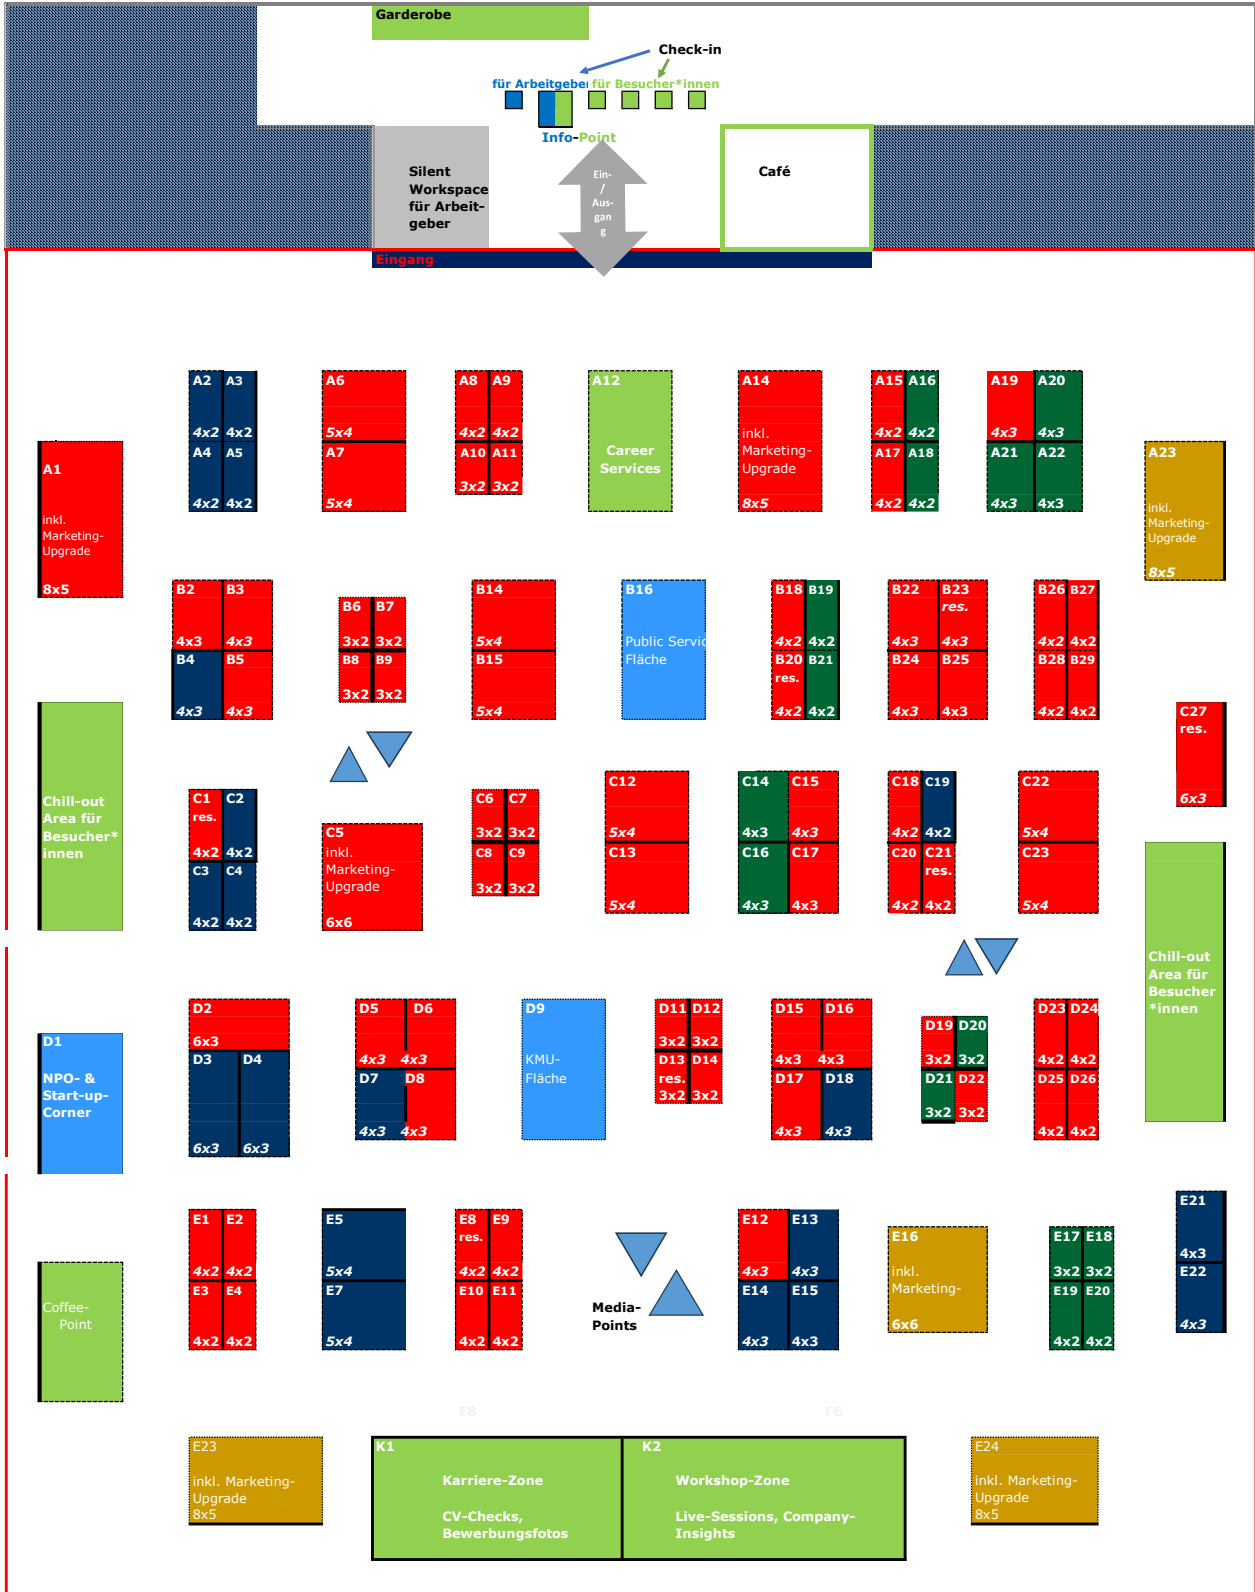 Garderobe
Check-in
für Arbeitgebe für Besucher*innen
Info-Point
Silent
Workspace
für Arbeit-
geber
Ein-
/
Aus-
gan
g
Café
Eingang
A2 A3 A6 A8 A9 A12 A14 A15 A16 A19 A20
4x2 4x2 5x4 4x2 4x2 inkl. 4x2 4x2 4x3 4x3
A4 A5 A7 A10 A11 Career Marketing- A17 A18 A21 A22
Services Upgrade
3x2 3x2
4x2 4x2 5x4 8x5 4x2 4x2 4x3 4x3
A1
inkl.
Marketing-
Upgrade
8x5
A23
inkl.
Marketing-
Upgrade
8x5
B2 B3 B14 B16 B18 B19 B22 B23 B26 B27
res.
B6 B7
4x3 4x3 3x2 3x2 5x4 Public Servic 4x2 4x2 4x3 4x3 4x2 4x2
B4 B5 B8 B9 B15 Fläche B20 B21 B24 B25 B28 B29
res.
3x2 3x2
4x3 4x3 5x4 4x2 4x2 4x3 4x2 4x2
C27
res.
6x3
Chill-out
Area für
Besucher*
innen
C12 C14 C15 C18 C19 C22
C1 C2 C6 C7
res.
5x4 4x3 4x3 4x2 4x2 5x4
4x2 4x2 3x2 3x2
C5
inkl.
Marketing-
Upgrade
6x6
C3 C4 C8 C9 C13 C16 C17 C20 C21 C23
res.
3x2 3x2
4x2 4x2 5x4 4x3 4x3 4x2 4x2 5x4
Chill-out
Area für
Besucher
*innen
D2 D5 D6 D9 D11 D12 D15 D16 D23 D24
D19 D20
6x3 3x2 3x2
D3 D4 4x3 4x3 KMU- D13 D14 4x3 4x3 3x2 3x2 4x2 4x2
D7 D8 Fläche res. D17 D18 D21 D22 D25 D26
3x2 3x2 3x2 3x2
4x3 4x3 4x3 4x3 4x2 4x2
6x3 6x3
D1
NPO- &
Start-up-
Corner
E21
4x3
E22
4x3
E1 E2 E5 E8 E9 E12 E13
res.
E16 E17 E18
4x2 4x2 5x4 4x2 4x2 4x3 4x3 inkl. 3x2 3x2
E3 E4 E7 E10 E11 E14 E15 Marketing- E19 E20
4x2 4x2 5x4 4x2 4x2 4x3 4x3 6x6 4x2 4x2
Media-
Points
Coffee-
Point
F8 F6
E23
inkl. Marketing-
Upgrade
8x5
K1
Karriere-Zone
CV-Checks,
Bewerbungsfotos
K2
Workshop-Zone
Live-Sessions, Company-
Insights
E24
inkl. Marketing-
Upgrade
8x5